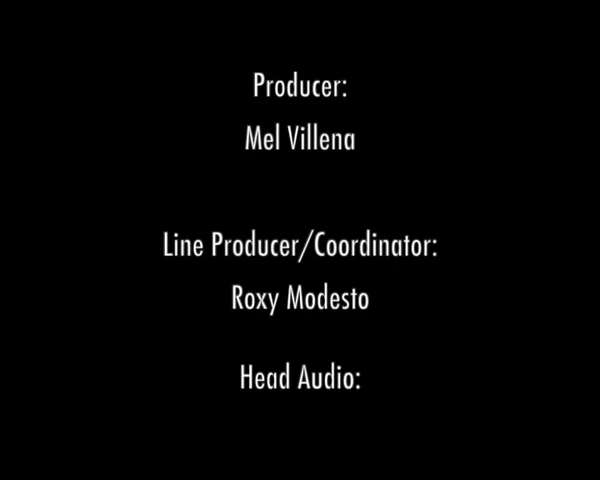 Producer:
Mel Villena
Line Producer/Coordinator:
Roxy Modesto
Head Audio: